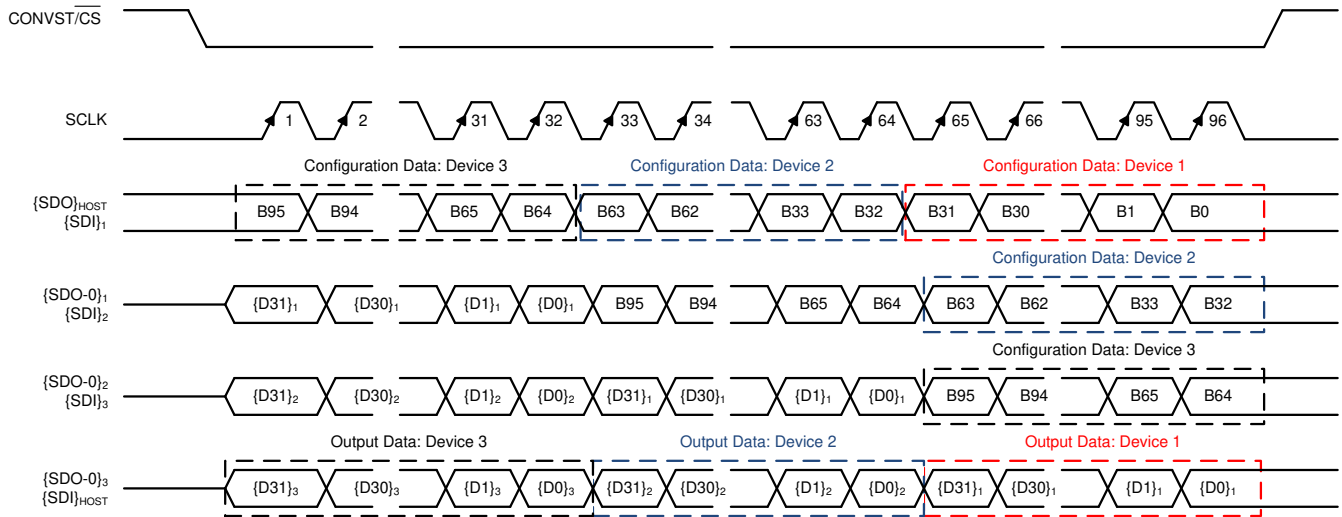 CONVST/CS
SCLK
1 2 31 32 33 34 63 64 65 66 95 96
Configuration Data: Device 3 Configuration Data: Device 2 Configuration Data: Device 1
{SDO}HOST
{SDI}1
B95 B94 B65 B64 B63 B62 B33 B32 B31 B30 B1 B0
Configuration Data: Device 2
{SDO-0}1
{SDI}2
{D31}1 {D30}1 {D1}1 {D0}1 B95 B94 B65 B64 B63 B62 B33 B32
Configuration Data: Device 3
{SDO-0}2
{SDI}3
{D31}2 {D30}2 {D1}2 {D0}2 {D31}1 {D30}1 {D1}1 {D0}1 B95 B94 B65 B64
Output Data: Device 3 Output Data: Device 2 Output Data: Device 1
{SDO-0}3
{SDI}HOST
{D31}3 {D30}3 {D1}3 {D0}3 {D31}2 {D30}2 {D1}2 {D0}2 {D31}1 {D30}1 {D1}1 {D0}1